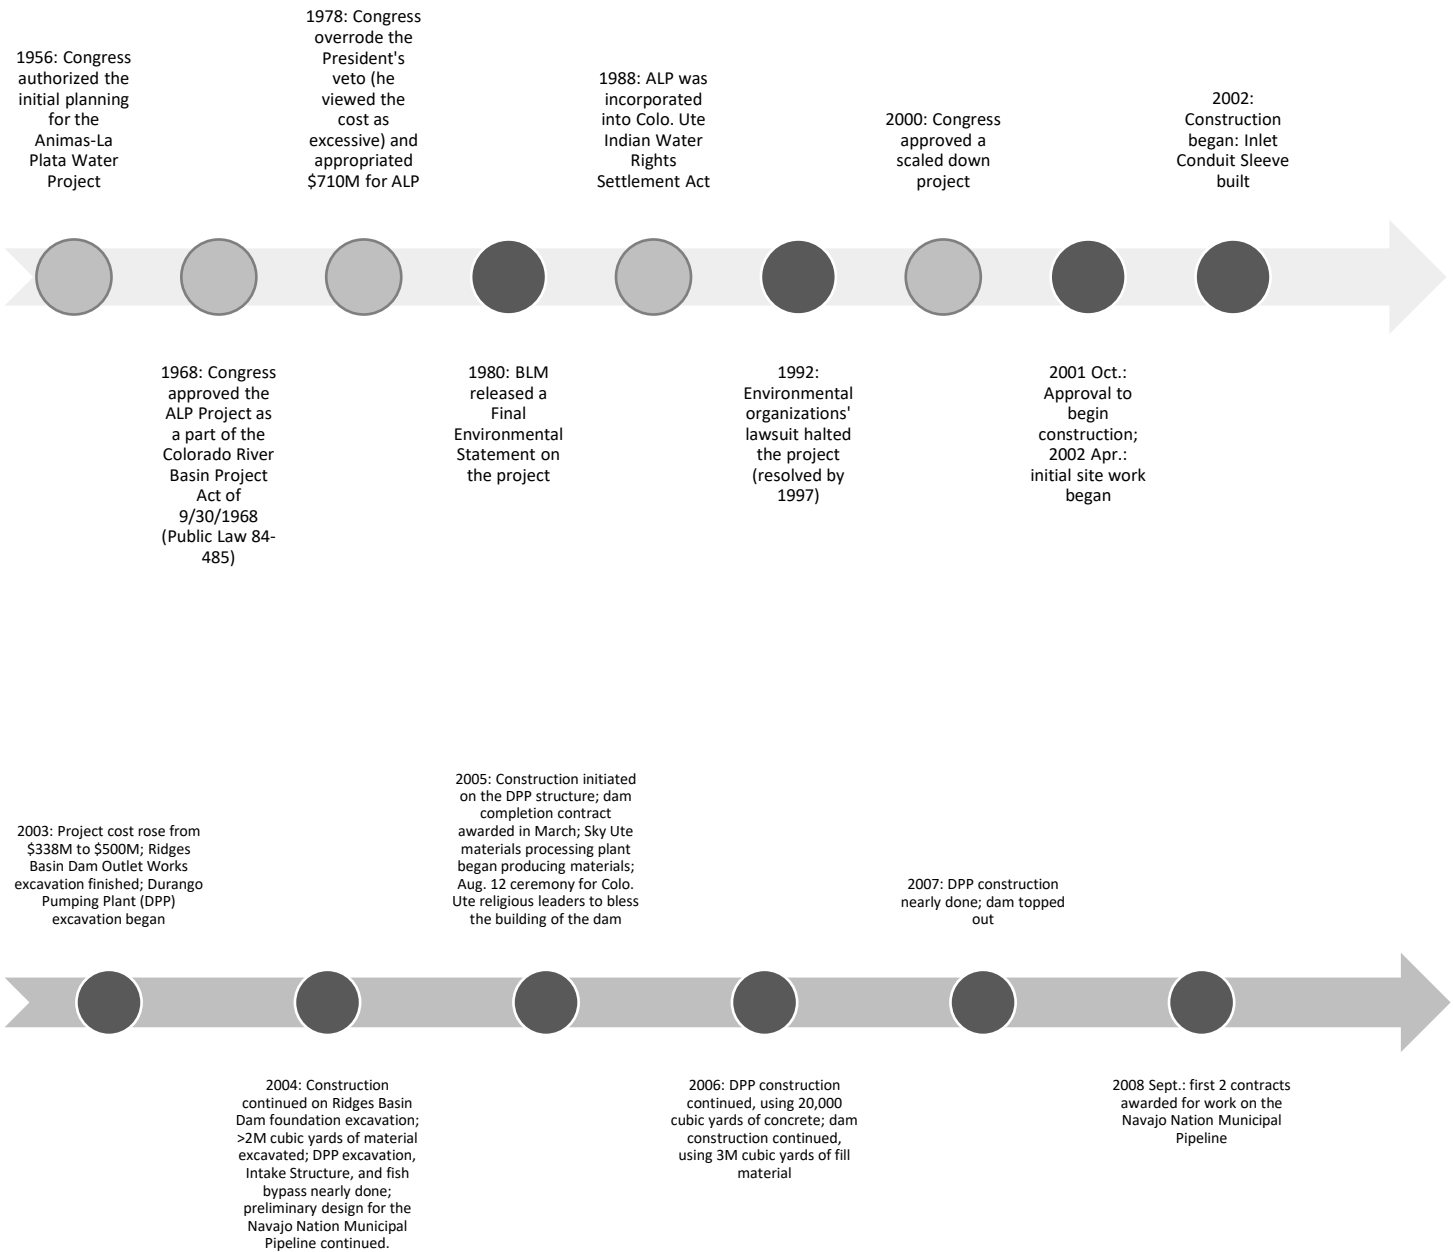 1956: Congress
authorized the
initial planning
for the
Animas-La
Plata Water
Project
1968: Congress
approved the
ALP Project as
a part of the
Colorado River
Basin Project
Act of
9/30/1968
(Public Law 84-
485)
1978: Congress
overrode the
President's
veto (he
viewed the
cost as
excessive) and
appropriated
$710M for ALP
1980: BLM
released a
Final
Environmental
Statement on
the project
1988: ALP was
incorporated
into Colo. Ute
Indian Water
Rights
Settlement Act
1992:
Environmental
organizations'
lawsuit halted
the project
(resolved by
1997)
2000: Congress
approved a
scaled down
project
2001 Oct.:
Approval to
begin
construction;
2002 Apr.:
initial site work
began
2002:
Construction
began: Inlet
Conduit Sleeve
built
2003: Project cost rose from
$338M to $500M; Ridges
Basin Dam Outlet Works
excavation finished; Durango
Pumping Plant (DPP)
excavation began
2004: Construction
continued on Ridges Basin
Dam foundation excavation;
>2M cubic yards of material
excavated; DPP excavation,
Intake Structure, and fish
bypass nearly done;
preliminary design for the
Navajo Nation Municipal
Pipeline continued.
2005: Construction initiated
on the DPP structure; dam
completion contract
awarded in March; Sky Ute
materials processing plant
began producing materials;
Aug. 12 ceremony for Colo.
Ute religious leaders to bless
the building of the dam
2006: DPP construction
continued, using 20,000
cubic yards of concrete; dam
construction continued,
using 3M cubic yards of fill
material
2007: DPP construction
nearly done; dam topped
out
2008 Sept.: first 2 contracts
awarded for work on the
Navajo Nation Municipal
Pipeline